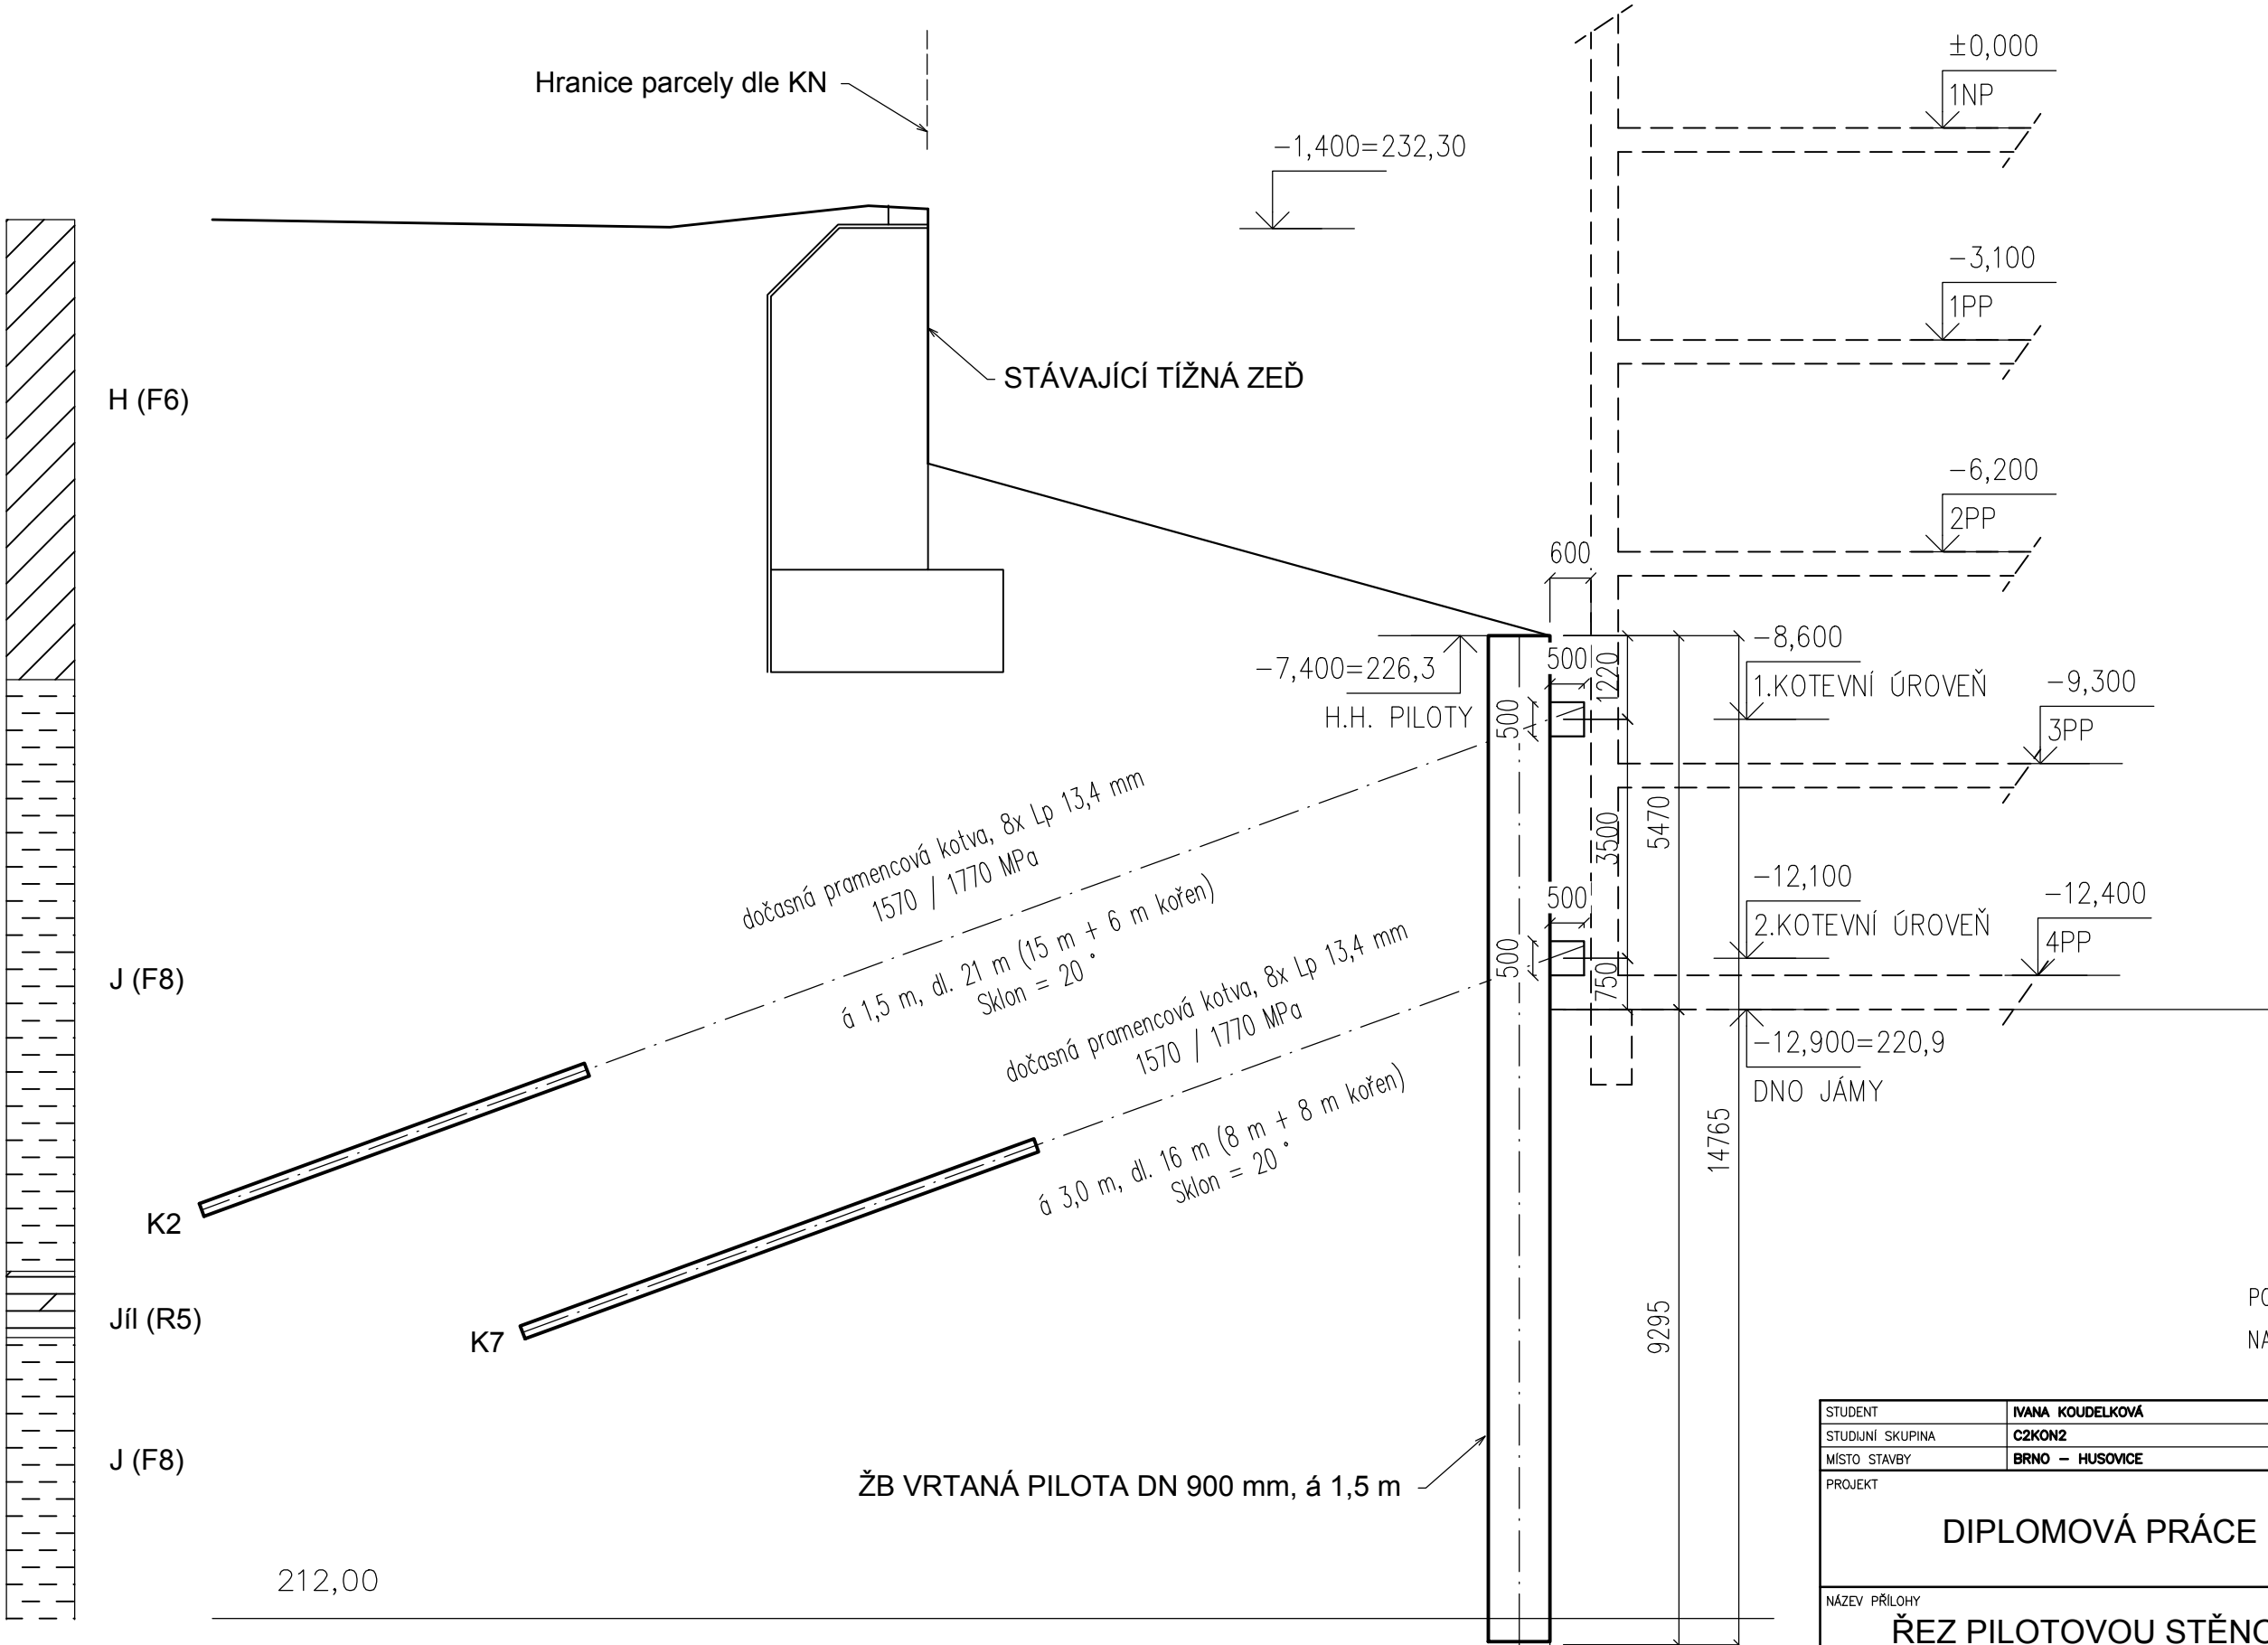 ±0,000
1NP
Hranice parcely dle KN
-1,400=232,30
-3,100
1PP
STÁVAJÍCÍ TÍŽNÁ ZEĎ
H (F6)
-6,200
2PP
600
-8,600
1.KOTEVNÍ ÚROVEŇ
-7,400=226,3
H.H. PILOTY
500
1220
500
-9,300
3PP
dočasná pramencová kotva, 8x Lp 13,4 mm
1570 / 1770 MPa
á 1,5 m, dl. 21 m (15 m + 6 m kořen)
Sklon = 20 °
3500
5470
-12,100
2.KOTEVNÍ ÚROVEŇ
500
500
750
-12,400
4PP
J (F8)
dočasná pramencová kotva, 8x Lp 13,4 mm
1570 / 1770 MPa
á 3,0 m, dl. 16 m (8 m + 8 m kořen)
Sklon = 20 °
-12,900=220,9
DNO JÁMY
14765
K2
Jíl (R5)
K7
9295
PO
NA
J (F8)
ŽB VRTANÁ PILOTA DN 900 mm, á 1,5 m
212,00
STUDENT IVANA KOUDELKOVÁ
STUDIJNÍ SKUPINA C2KON2
MÍSTO STAVBY BRNO – HUSOVICE
PROJEKT
DIPLOMOVÁ PRÁCE
NÁZEV PŘÍLOHY
ŘEZ PILOTOVOU STĚNO